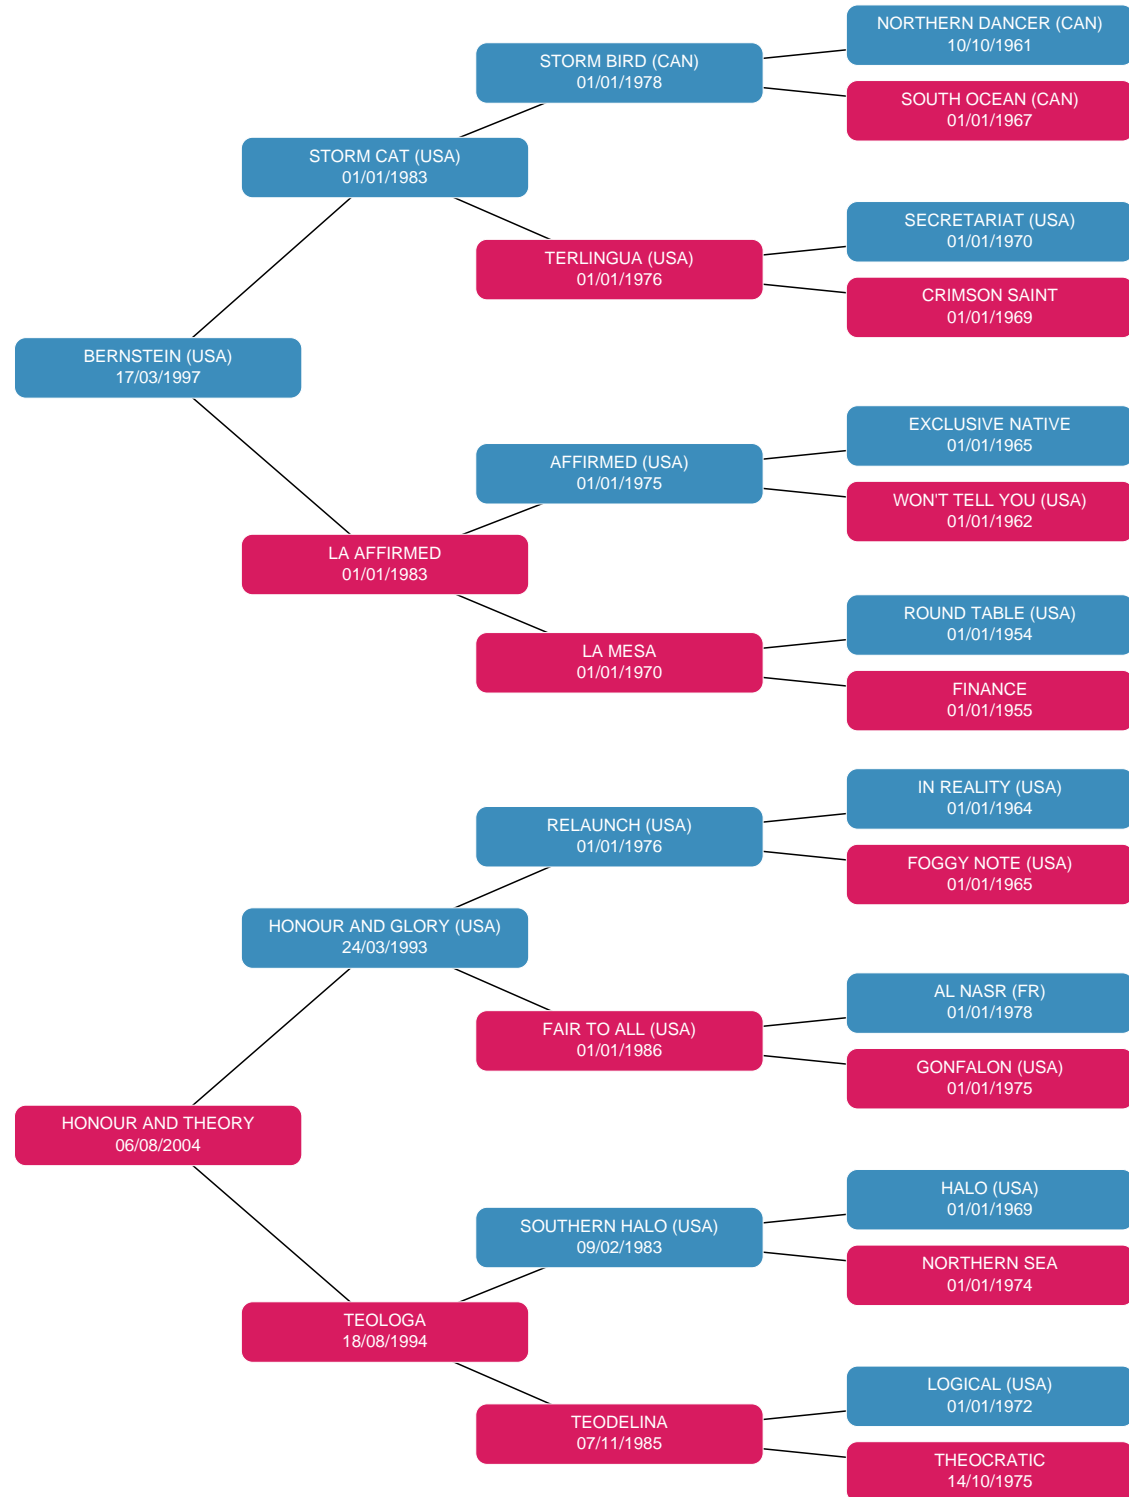 NORTHERN DANCER (CAN)
10/10/1961
STORM BIRD (CAN)
01/01/1978
SOUTH OCEAN (CAN)
01/01/1967
STORM CAT (USA)
01/01/1983
SECRETARIAT (USA)
01/01/1970
TERLINGUA (USA)
01/01/1976
CRIMSON SAINT
01/01/1969
BERNSTEIN (USA)
17/03/1997
EXCLUSIVE NATIVE
01/01/1965
AFFIRMED (USA)
01/01/1975
WON'T TELL YOU (USA)
01/01/1962
LA AFFIRMED
01/01/1983
ROUND TABLE (USA)
01/01/1954
LA MESA
01/01/1970
FINANCE
01/01/1955
IN REALITY (USA)
01/01/1964
RELAUNCH (USA)
01/01/1976
FOGGY NOTE (USA)
01/01/1965
HONOUR AND GLORY (USA)
24/03/1993
AL NASR (FR)
01/01/1978
FAIR TO ALL (USA)
01/01/1986
GONFALON (USA)
01/01/1975
HONOUR AND THEORY
06/08/2004
HALO (USA)
01/01/1969
SOUTHERN HALO (USA)
09/02/1983
NORTHERN SEA
01/01/1974
TEOLOGA
18/08/1994
LOGICAL (USA)
01/01/1972
TEODELINA
07/11/1985
THEOCRATIC
14/10/1975